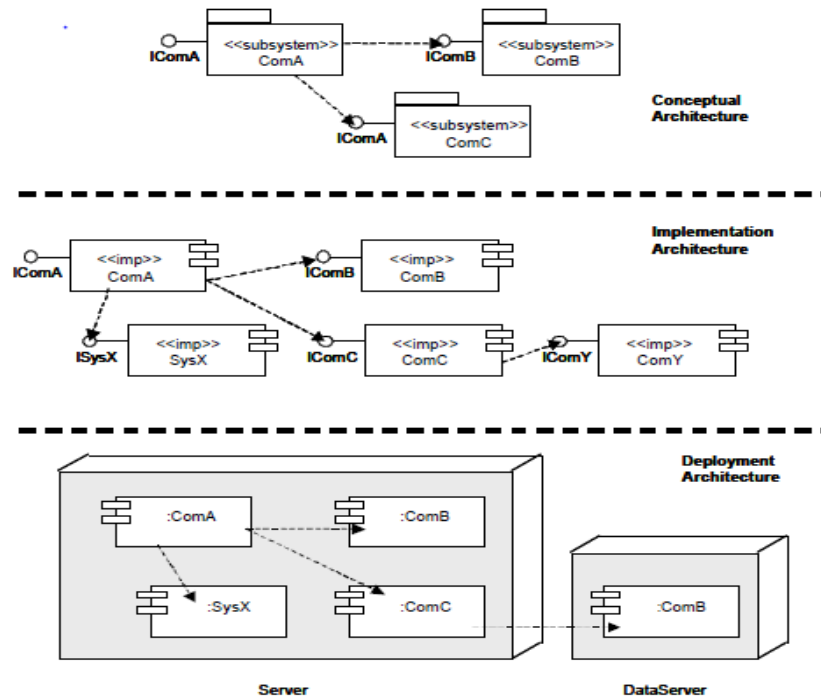 <<subsystem>>
ComA
IComA
<<subsystem>>
ComB
IComB
<<subsystem>>
ComC
IComA
Conceptual
Architecture
Implementation
Architecture
<<imp>>
ComA
IComA
<<imp>>
ComB
IComB
<<imp>>
SysX
ISysX
<<imp>>
ComC
IComC
<<imp>>
ComY
IComY
Deployment
Architecture
:ComA
:ComB
:SysX
:ComC
:ComB
Server
DataServer